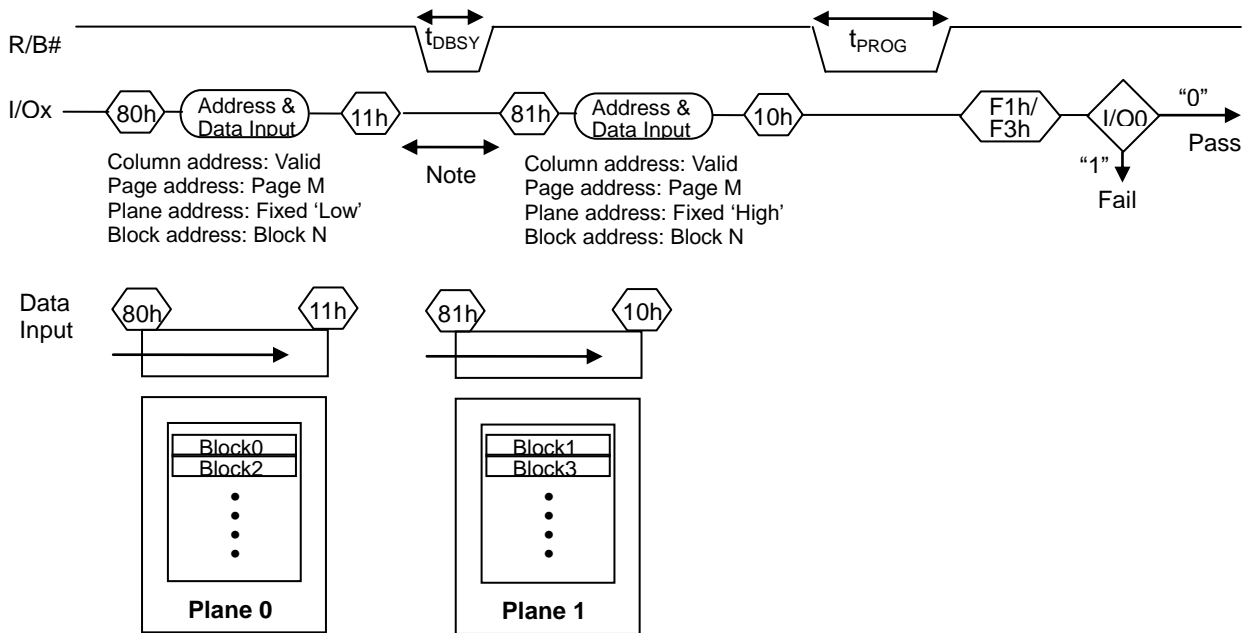 R/B#
tDBSY
tPROG
I/Ox
80h
Address &
Data Input
11h
81h
Address &
Data Input
10h
F1h/
F3h
I/O0
“0”
Pass
“1”
Fail
Note
Column address: Valid
Page address: Page M
Plane address: Fixed ‘Low’
Block address: Block N
Column address: Valid
Page address: Page M
Plane address: Fixed ‘High’
Block address: Block N
Data
Input
80h
11h
81h
10h
Block0
Block2
Plane 0
Block1
Block3
Plane 1